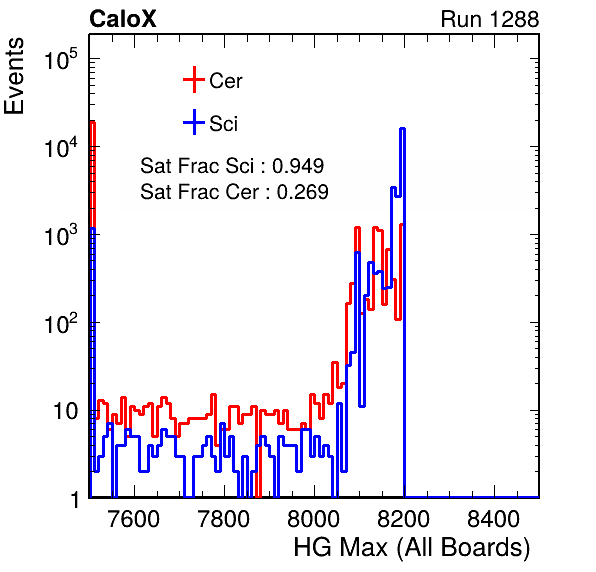 CaloX Run 1288
Events
10^5
10^4
10^3
10^2
10
1
Cer
Sci
Sat Frac Sci : 0.949
Sat Frac Cer : 0.269
7600 7800 8000 8200 8400
HG Max (All Boards)